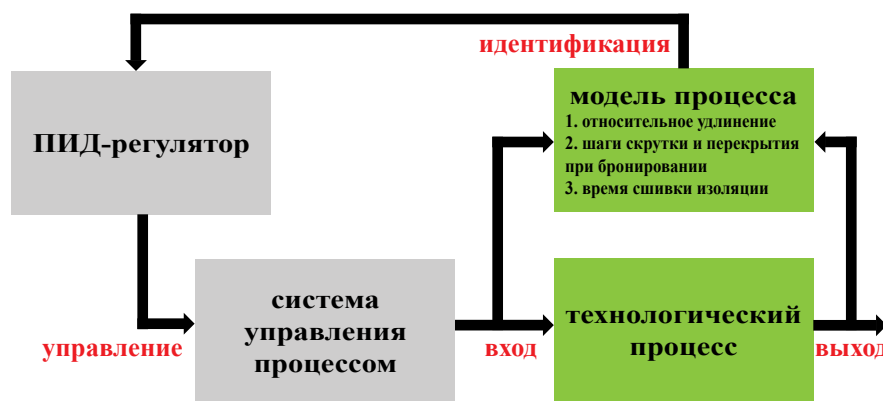 идентификация
ПИД-регулятор
модель процесса
1. относительное удлинение
2. шаги скрутки и перекрытия
при бронировании
3. время сшивки изоляции
система
управления
процессом
технологический
процесс
управление
вход
выход